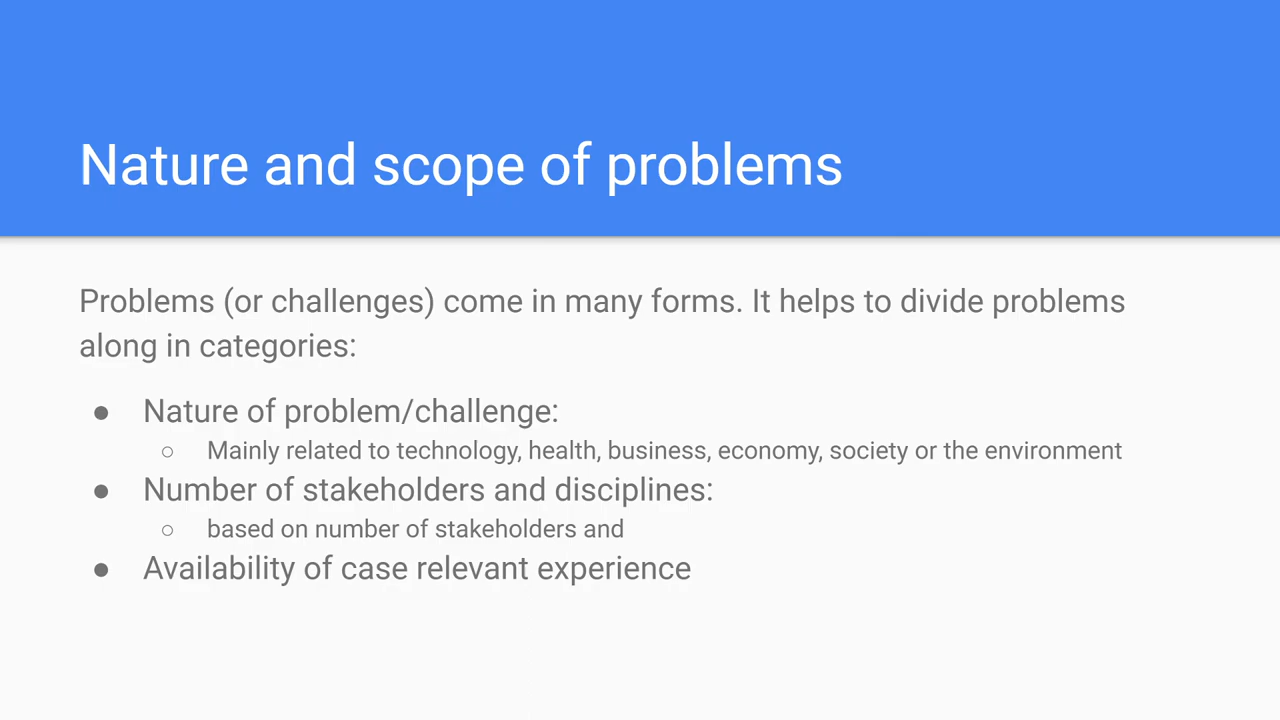 Nature and scope of problems
Problems (or challenges) come in many forms. It helps to divide problems
along in categories:
● Nature of problem/challenge:
○ Mainly related to technology, health, business, economy, society or the environment
● Number of stakeholders and disciplines:
○ based on number of stakeholders and
● Availability of case relevant experience